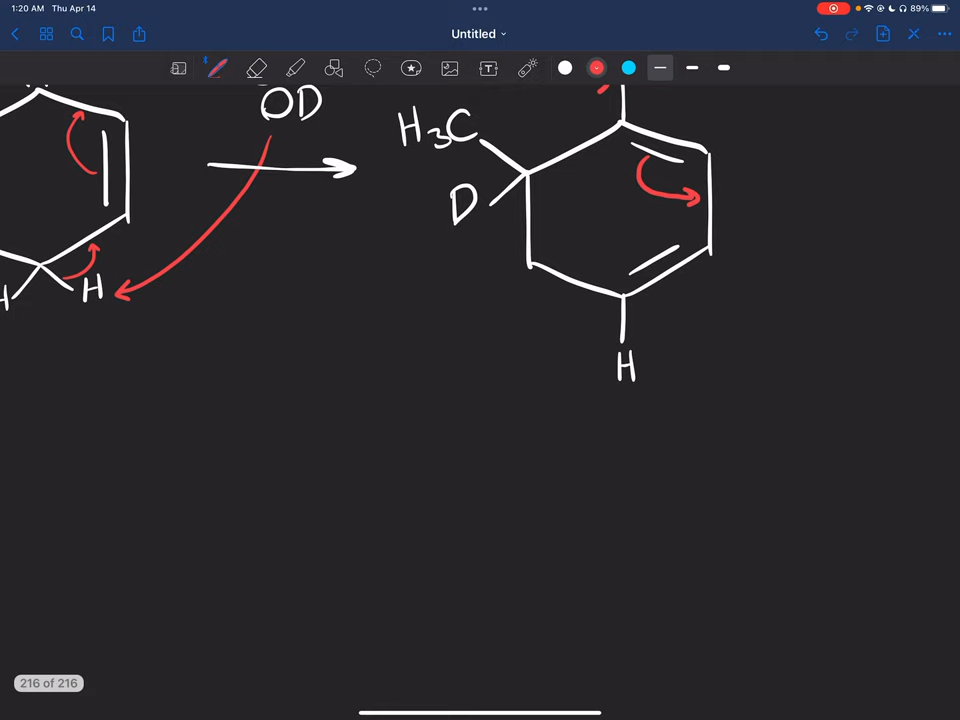 1:20 AM Thu Apr 14
89%
Untitled
OD
H₃C
D
H
H
H
216 of 216